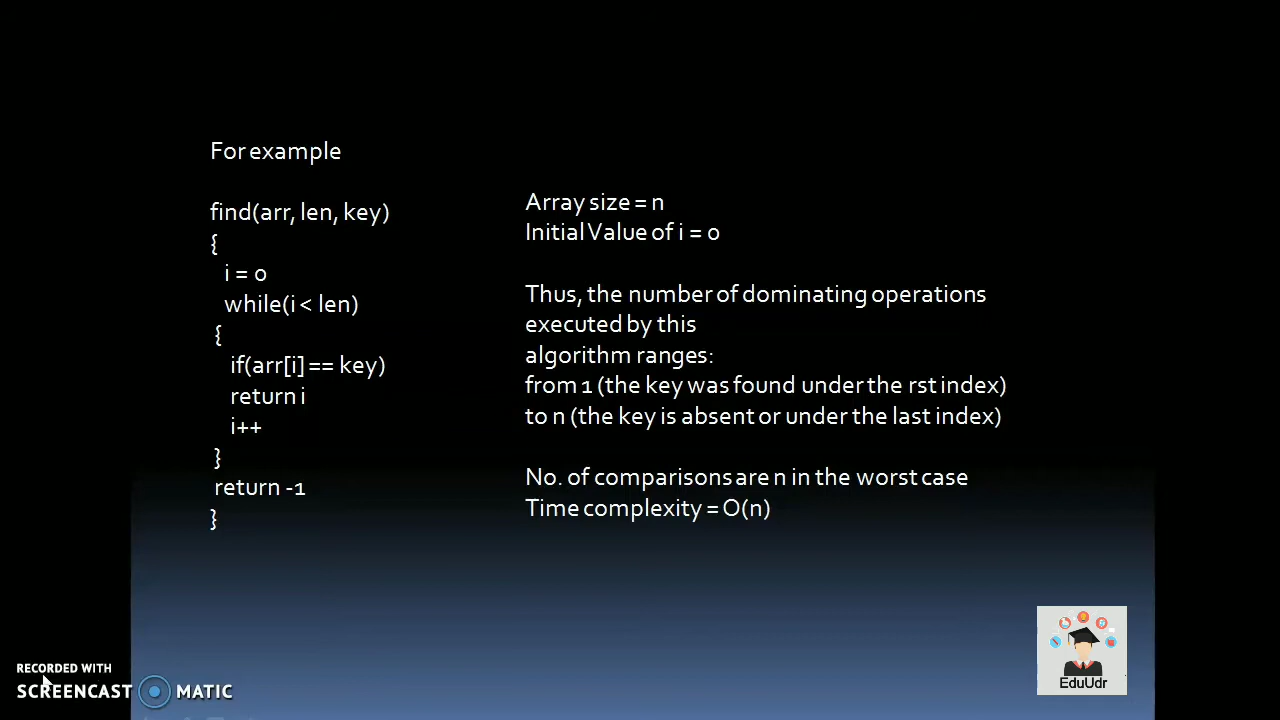 For example
find(arr, len, key)
{
i = 0
while(i < len)
{
if(arr[i] == key)
return i
i++
}
return -1
}
Array size = n
Initial Value of i = 0
Thus, the number of dominating operations
executed by this
algorithm ranges:
from 1 (the key was found under the rst index)
to n (the key is absent or under the last index)
No. of comparisons are n in the worst case
Time complexity = O(n)
EduUdr
RECORDED WITH
SCREENCAST MATIC